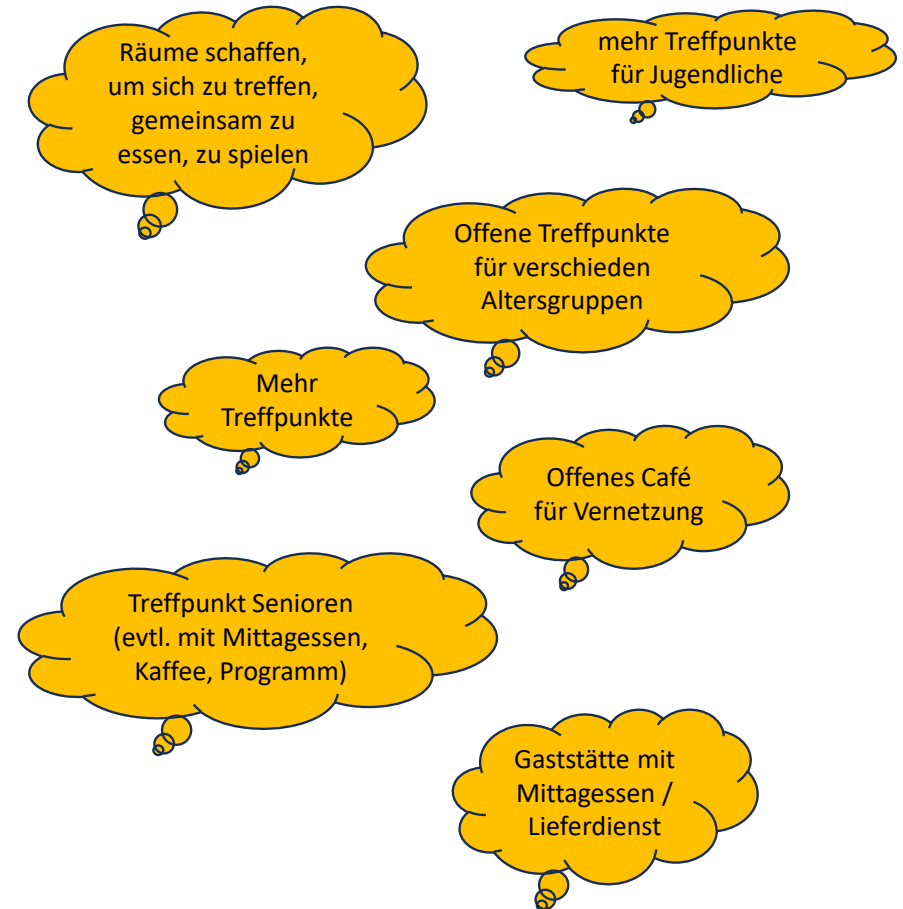 Räume schaffen,
um sich zu treffen,
gemeinsam zu
essen, zu spielen
mehr Treffpunkte
für Jugendliche
Offene Treffpunkte
für verschieden
Altersgruppen
Mehr
Treffpunkte
Offenes Café
für Vernetzung
Treffpunkt Senioren
(evtl. mit Mittagessen,
Kaffee, Programm)
Gaststätte mit
Mittagessen /
Lieferdienst